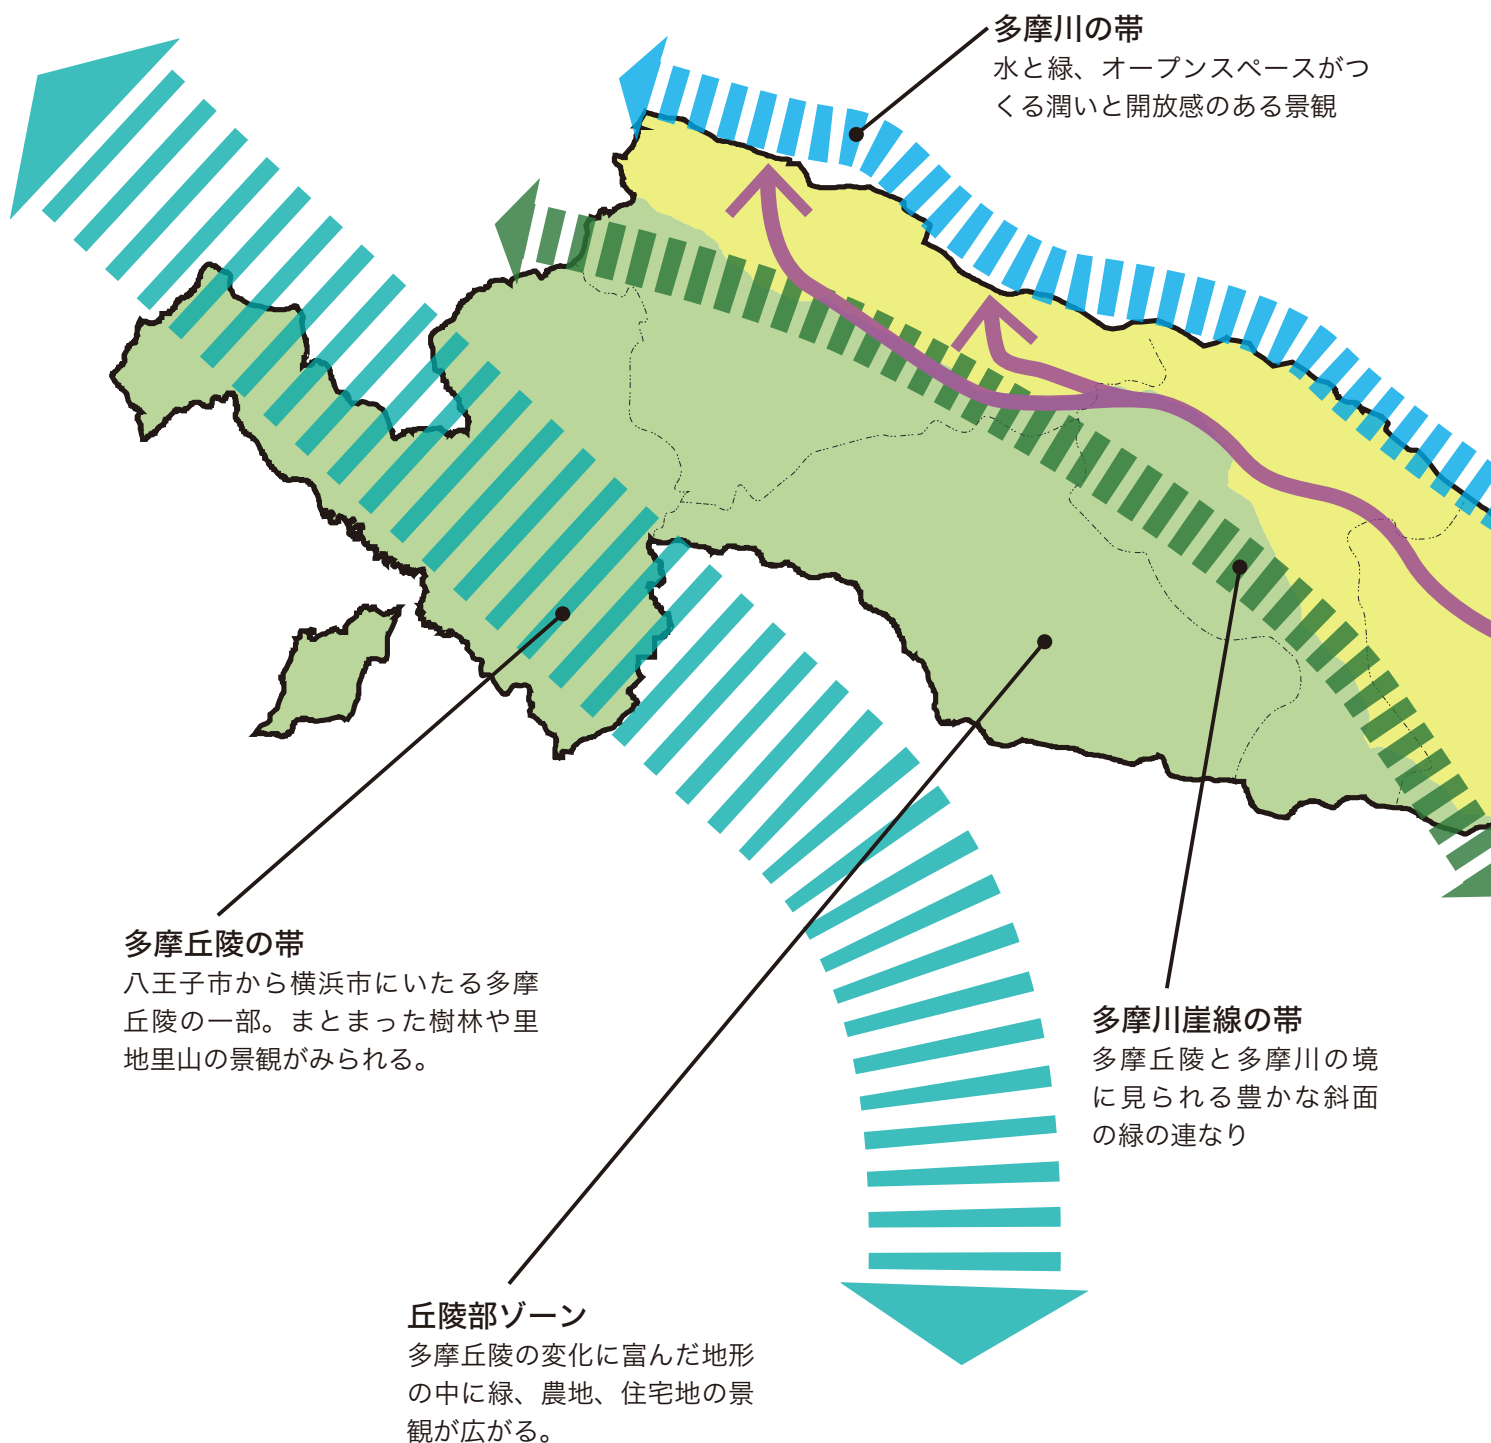 多摩川の帯
水と緑、オープンスペースがつ
くる潤いと開放感のある景観
多摩丘陵の帯
八王子市から横浜市にいたる多摩
丘陵の一部。まとまった樹林や里
地里山の景観がみられる。
多摩川崖線の帯
多摩丘陵と多摩川の境
に見られる豊かな斜面
の緑の連なり
丘陵部ゾーン
多摩丘陵の変化に富んだ地形
の中に緑、農地、住宅地の景
観が広がる。